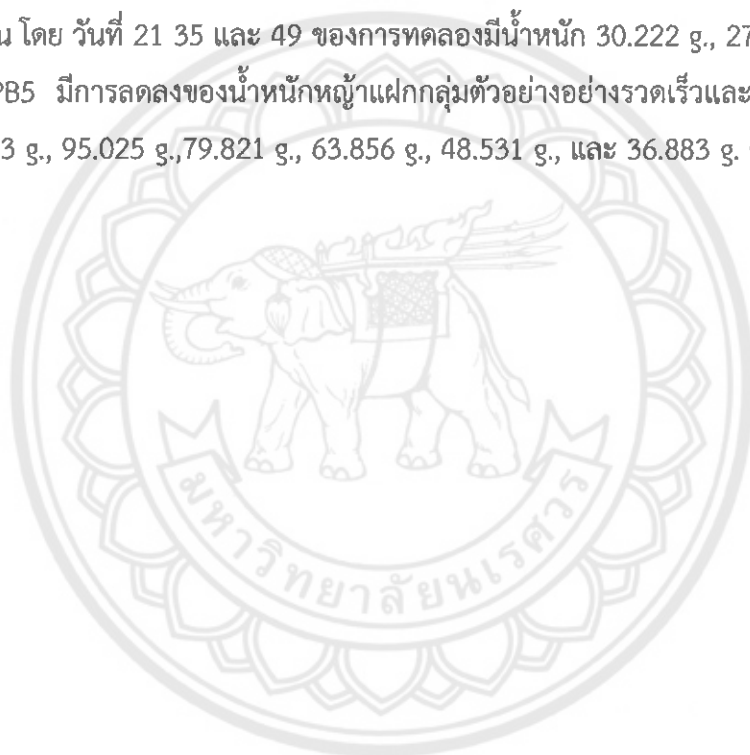 น โดย วันที่ 21 35 และ 49 ของการทดลองมีน้ำหนัก 30.222 g., 27
PB5 มีการลดลงของน้ำหนักหญ้าแฝกกลุ่มตัวอย่างอย่างรวดเร็วและ
3 g., 95.025 g.,79.821 g., 63.856 g., 48.531 g., และ 36.883 g.
มหาวิทยาลัยนเรศวร